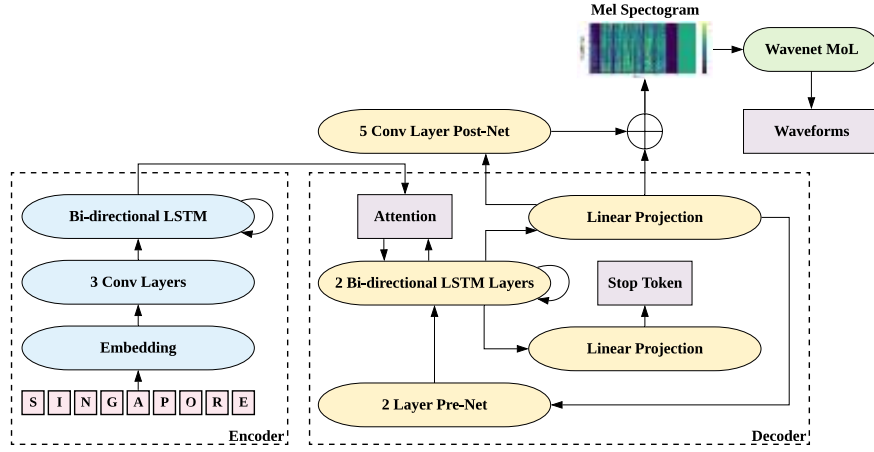 Mel Spectogram
Wavenet MoL
5 Conv Layer Post-Net
Waveforms
Bi-directional LSTM
Attention
Linear Projection
3 Conv Layers
2 Bi-directional LSTM Layers
Stop Token
Embedding
Linear Projection
S I N G A P O R E
2 Layer Pre-Net
Encoder
Decoder